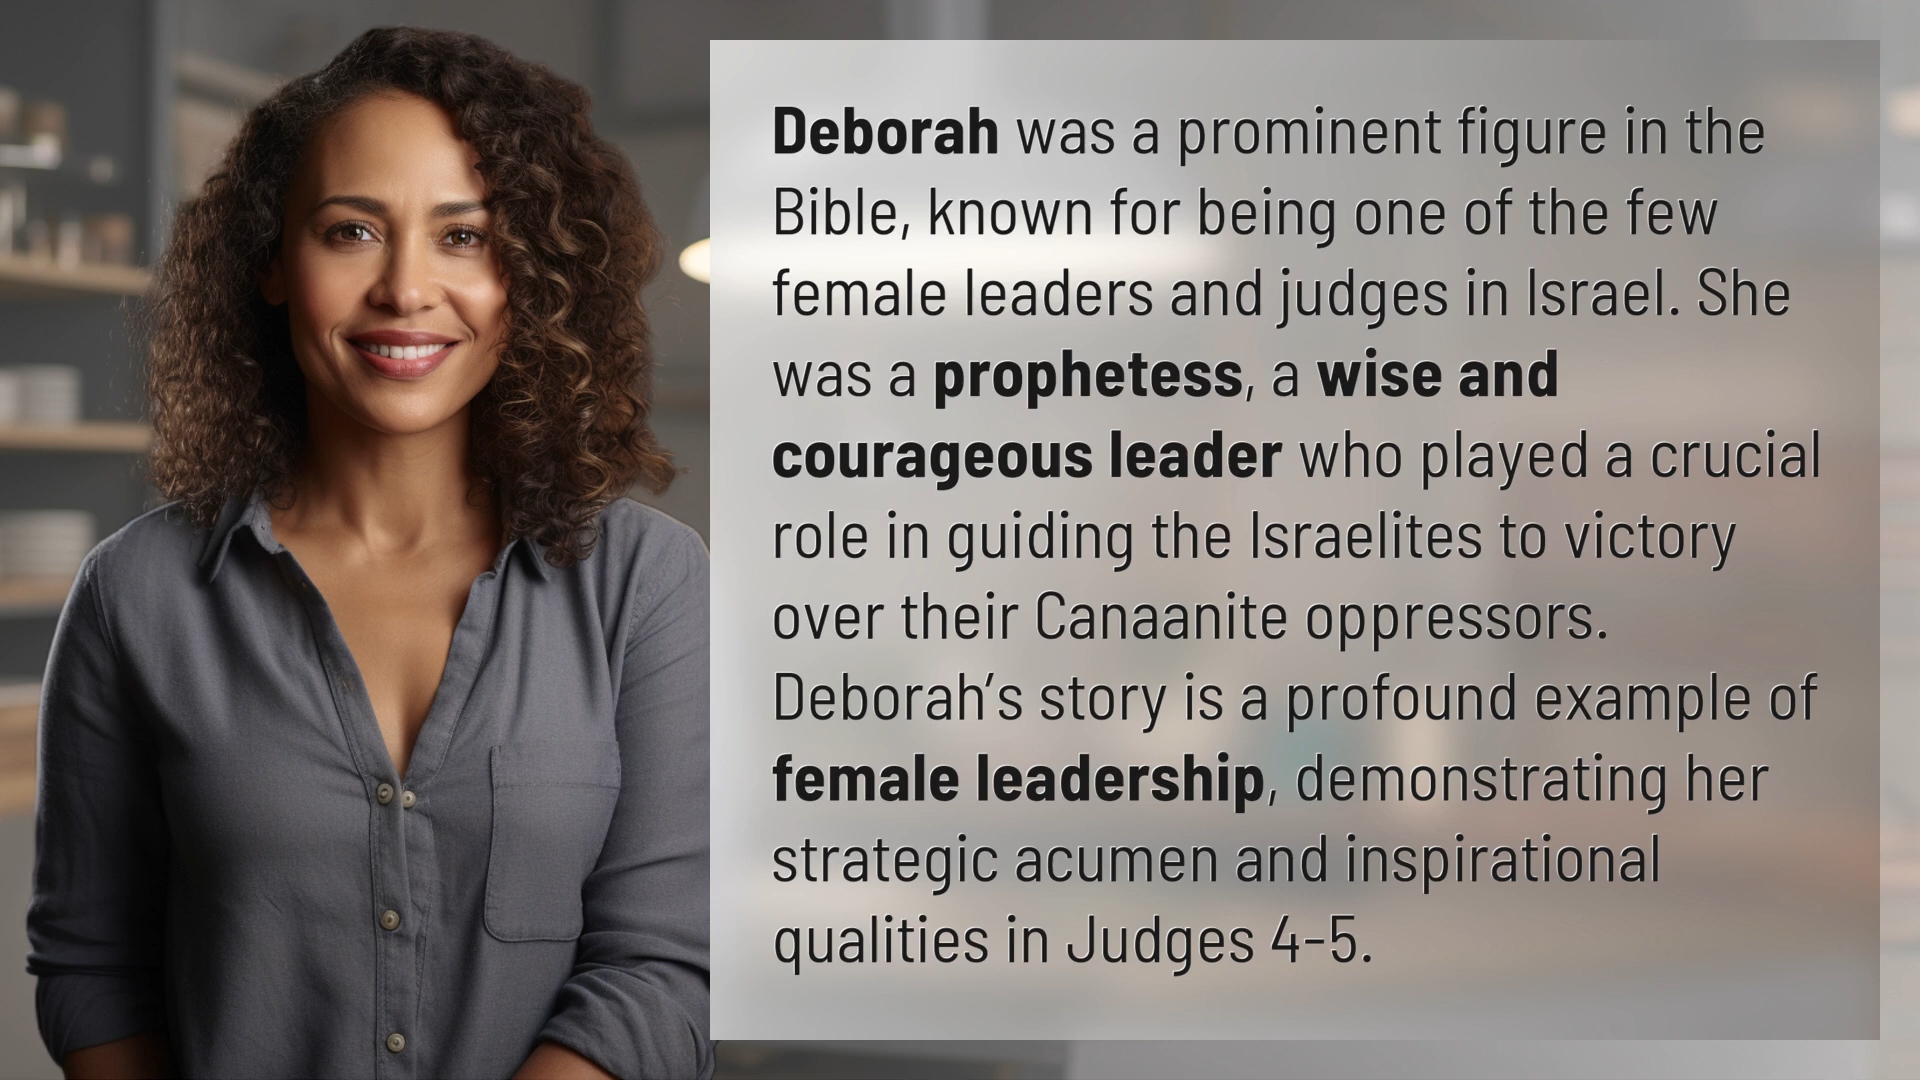 Deborah was a prominent figure in the
Bible, known for being one of the few
female leaders and judges in Israel. She
was a prophetess, a wise and
courageous leader who played a crucial
role in guiding the Israelites to victory
over their Canaanite oppressors.
Deborah’s story is a profound example of
female leadership, demonstrating her
strategic acumen and inspirational
qualities in Judges 4-5.